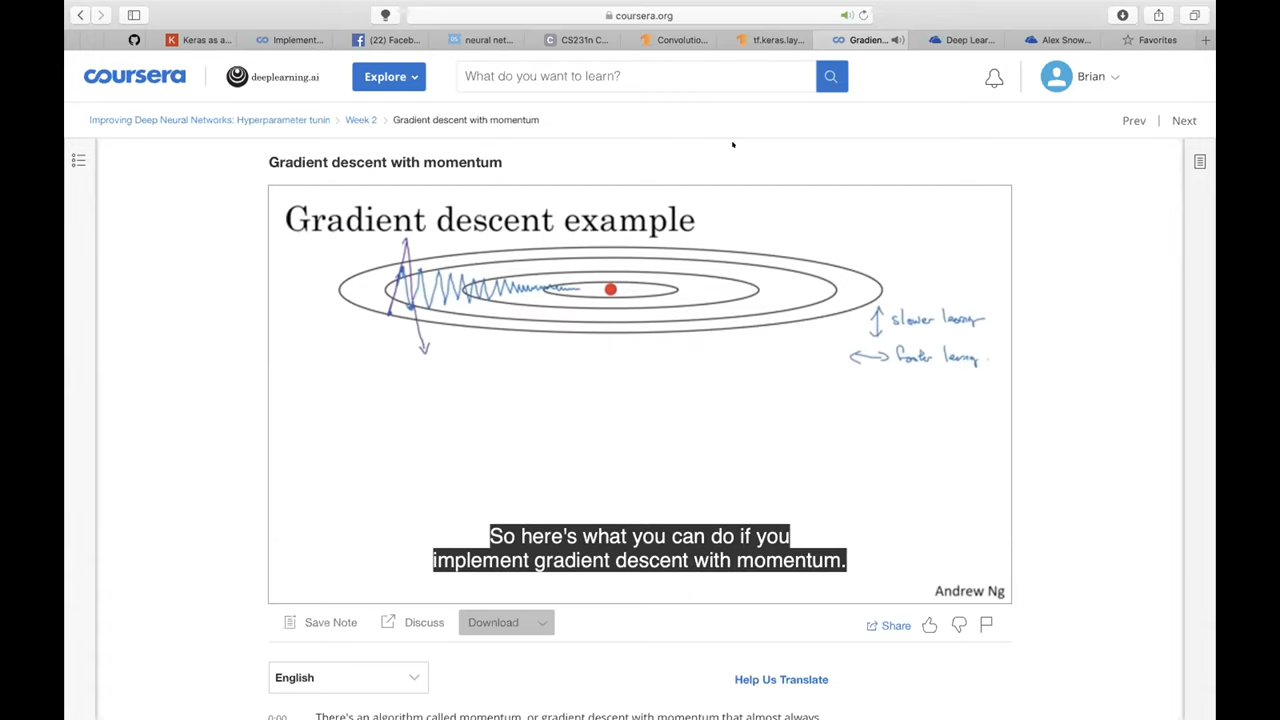 coursera.org
Keras as a...
Implement...
(22) Faceb...
neural net...
CS231n C...
Convolutio...
tf.keras.lay...
Gradien...
Deep Lear...
Alex Snow...
Favorites
coursera
deeplearning.ai
Explore
What do you want to learn?
Brian
Improving Deep Neural Networks: Hyperparameter tunin
Week 2
Gradient descent with momentum
Prev
Next
Gradient descent with momentum
Gradient descent example
slower learning
faster learning
So here's what you can do if you
implement gradient descent with momentum.
Andrew Ng
Save Note
Discuss
Download
Share
English
Help Us Translate
0:00
There's an algorithm called momentum, or gradient descent with momentum that almost always